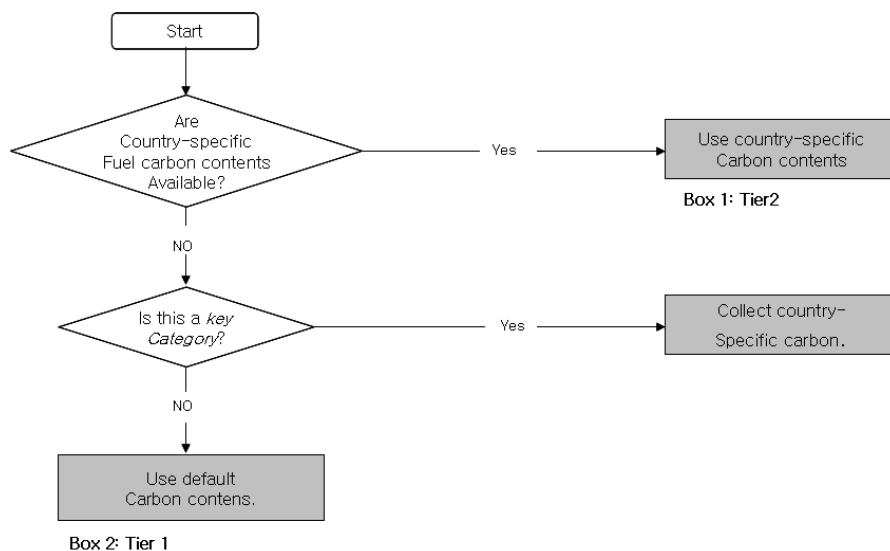 Start
Are
Country-specific
Fuel carbon contents
Available?
Yes
Use country-specific
Carbon contents
Box 1: Tier2
NO
Is this a key
Category?
Yes
Collect country-
Specific carbon.
NO
Use default
Carbon contens.
Box 2: Tier 1